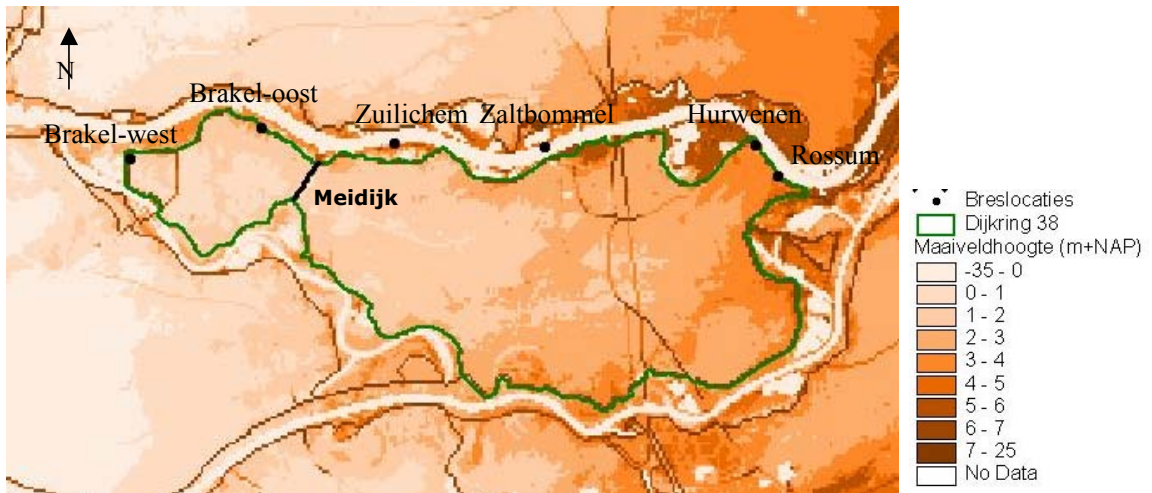 N
Brakel-oost
Brakel-west
Zuilichem
Zaltbommel
Hurwenen
Rossum
Meidijk
Breslocaties
Dijkring 38
Maaiveldhoogte (m+NAP)
-35 - 0
0 - 1
1 - 2
2 - 3
3 - 4
4 - 5
5 - 6
6 - 7
7 - 25
No Data